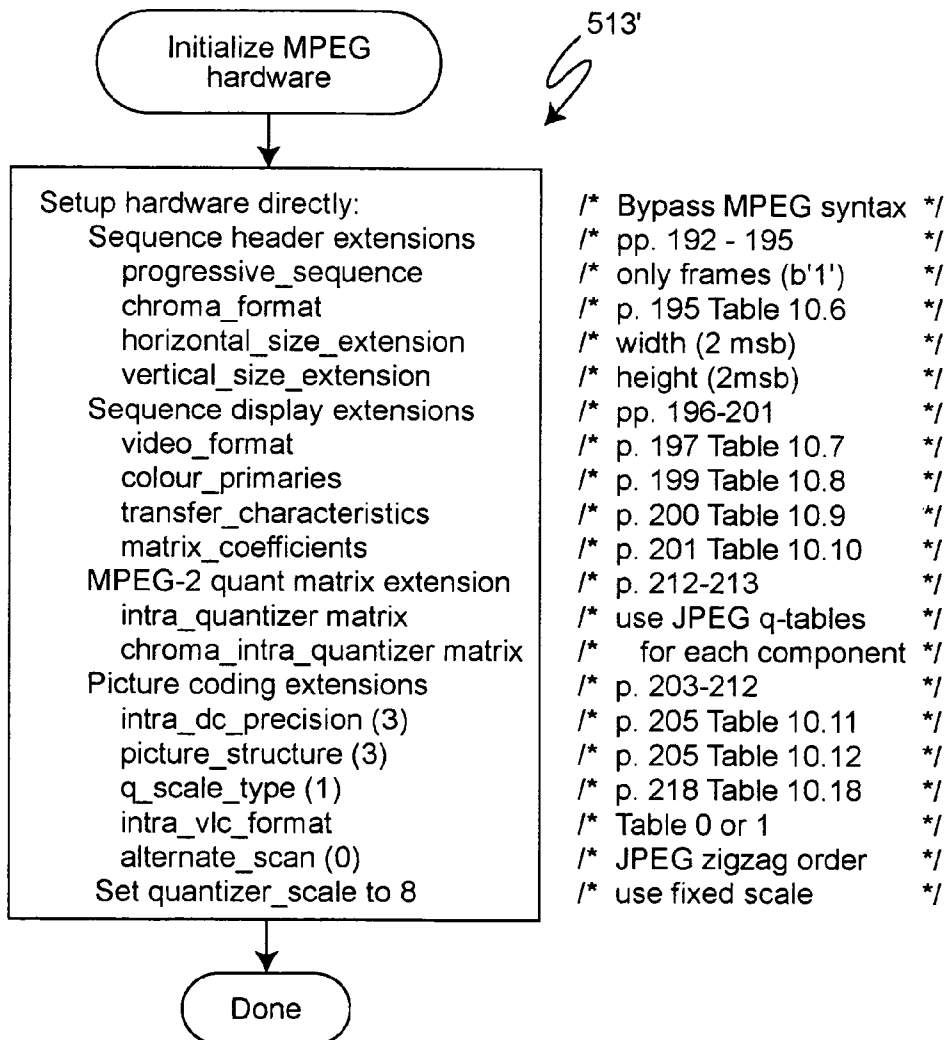 Initialize MPEG
hardware
513'
Setup hardware directly: /* Bypass MPEG syntax */
Sequence header extensions /* pp. 192 - 195 */
progressive_sequence /* only frames (b'1') */
chroma_format /* p. 195 Table 10.6 */
horizontal_size_extension /* width (2 msb) */
vertical_size_extension /* height (2msb) */
Sequence display extensions /* pp. 196-201 */
video_format /* p. 197 Table 10.7 */
colour_primaries /* p. 199 Table 10.8 */
transfer_characteristics /* p. 200 Table 10.9 */
matrix_coefficients /* p. 201 Table 10.10 */
MPEG-2 quant matrix extension /* p. 212-213 */
intra_quantizer matrix /* use JPEG q-tables */
chroma_intra_quantizer matrix /* for each component */
Picture coding extensions /* p. 203-212 */
intra_dc_precision (3) /* p. 205 Table 10.11 */
picture_structure (3) /* p. 205 Table 10.12 */
q_scale_type (1) /* p. 218 Table 10.18 */
intra_vlc_format /* Table 0 or 1 */
alternate_scan (0) /* JPEG zigzag order */
Set quantizer_scale to 8 /* use fixed scale */
Done